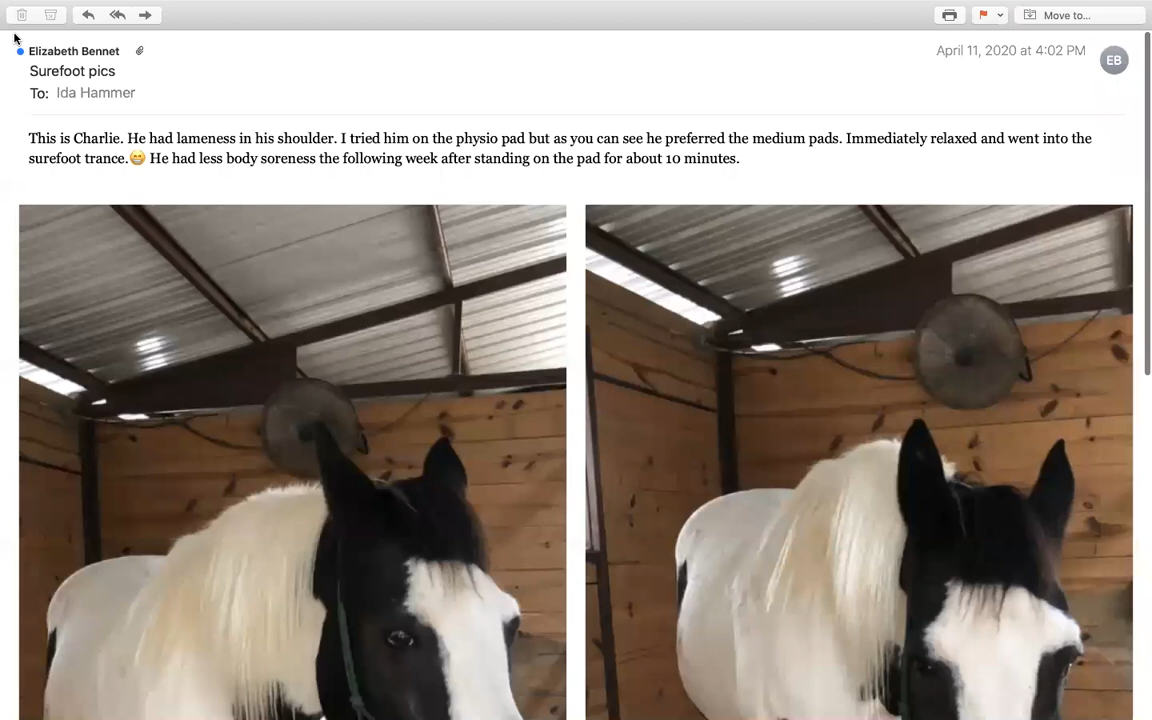 Move to...
Elizabeth Bennet
April 11, 2020 at 4:02 PM
EB
Surefoot pics
To: Ida Hammer
This is Charlie. He had lameness in his shoulder. I tried him on the physio pad but as you can see he preferred the medium pads. Immediately relaxed and went into the
surefoot trance.😁 He had less body soreness the following week after standing on the pad for about 10 minutes.